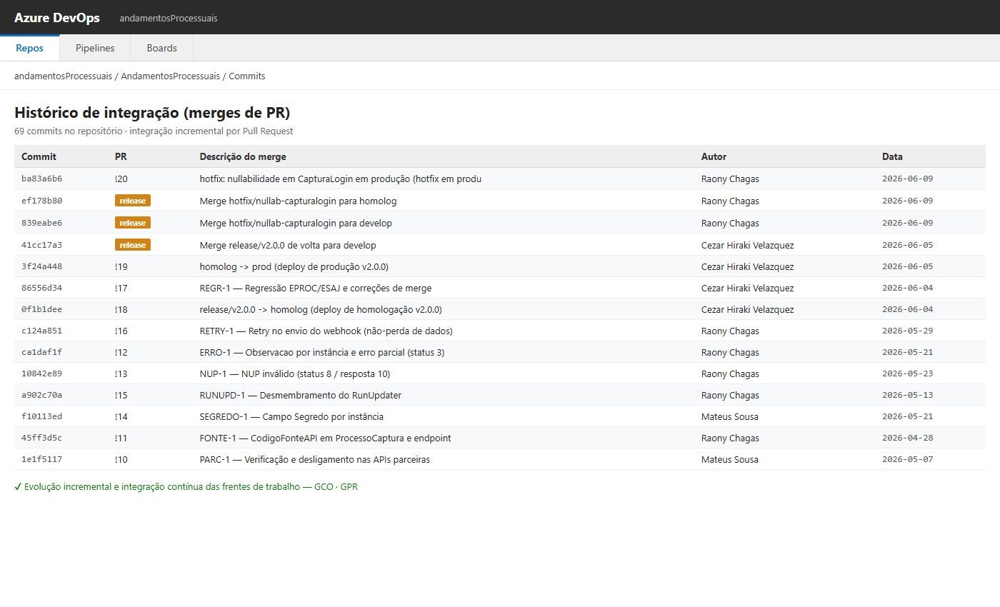 Azure DevOps andamentosProcessuais
Repos Pipelines Boards
andamentosProcessuais / AndamentosProcessuais / Commits
Histórico de integração (merges de PR)
69 commits no repositório · integração incremental por Pull Request
Commit PR Descrição do merge Autor Data
ba83a6b6 !20 hotfix: nullabilidade em CapturaLogin em produção (hotfix em produ Raony Chagas 2026-06-09
ef178b80 release Merge hotfix/nullab-capturalogin para homolog Raony Chagas 2026-06-09
839eabe6 release Merge hotfix/nullab-capturalogin para develop Raony Chagas 2026-06-09
41cc17a3 release Merge release/v2.0.0 de volta para develop Cezar Hiraki Velazquez 2026-06-05
3f24a448 !19 homolog -> prod (deploy de produção v2.0.0) Cezar Hiraki Velazquez 2026-06-05
86556d34 !17 REGR-1 — Regressão EPROC/ESAJ e correções de merge Cezar Hiraki Velazquez 2026-06-04
0f1b1dee !18 release/v2.0.0 -> homolog (deploy de homologação v2.0.0) Cezar Hiraki Velazquez 2026-06-04
c124a851 !16 RETRY-1 — Retry no envio do webhook (não-perda de dados) Raony Chagas 2026-05-29
ca1daf1f !12 ERRO-1 — Observacao por instância e erro parcial (status 3) Raony Chagas 2026-05-21
10842e89 !13 NUP-1 — NUP inválido (status 8 / resposta 10) Raony Chagas 2026-05-23
a902c70a !15 RUNUPD-1 — Desmembramento do RunUpdater Raony Chagas 2026-05-13
f10113ed !14 SEGREDO-1 — Campo Segredo por instância Mateus Sousa 2026-05-21
45ff3d5c !11 FONTE-1 — CodigoFonteAPI em ProcessoCaptura e endpoint Raony Chagas 2026-04-28
1e1f5117 !10 PARC-1 — Verificação e desligamento nas APIs parceiras Mateus Sousa 2026-05-07
✓ Evolução incremental e integração contínua das frentes de trabalho — GCO · GPR